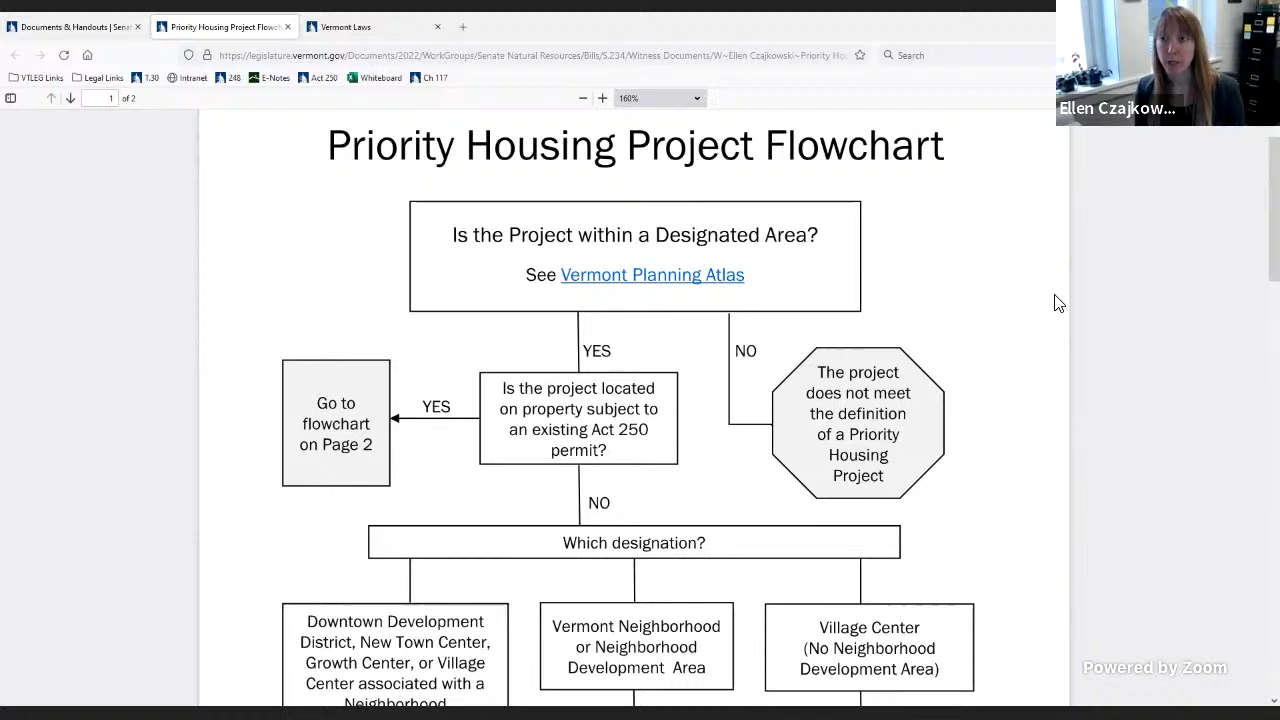 Documents & Handouts | Sena
Priority Housing Project Flowch
Vermont Laws
https://legislature.vermont.gov/Documents/2022/WorkGroups/Senate Natural Resources/Bills/S.234/Witness Documents/W~Ellen Czajkowski~Priority Ho
Search
VTLEG Links
Legal Links
T.30
Intranet
248
E-Notes
Act 250
Whiteboard
Ch 117
1 of 2
160%
Ellen Czajkow...
Priority Housing Project Flowchart
Is the Project within a Designated Area?
See Vermont Planning Atlas
YES
NO
Go to
flowchart
on Page 2
YES
Is the project located
on property subject to
an existing Act 250
permit?
The project
does not meet
the definition
of a Priority
Housing
Project
NO
Which designation?
Downtown Development
District, New Town Center,
Growth Center, or Village
Center associated with a
Neighborhood
Vermont Neighborhood
or Neighborhood
Development Area
Village Center
(No Neighborhood
Development Area)
Powered by Zoom